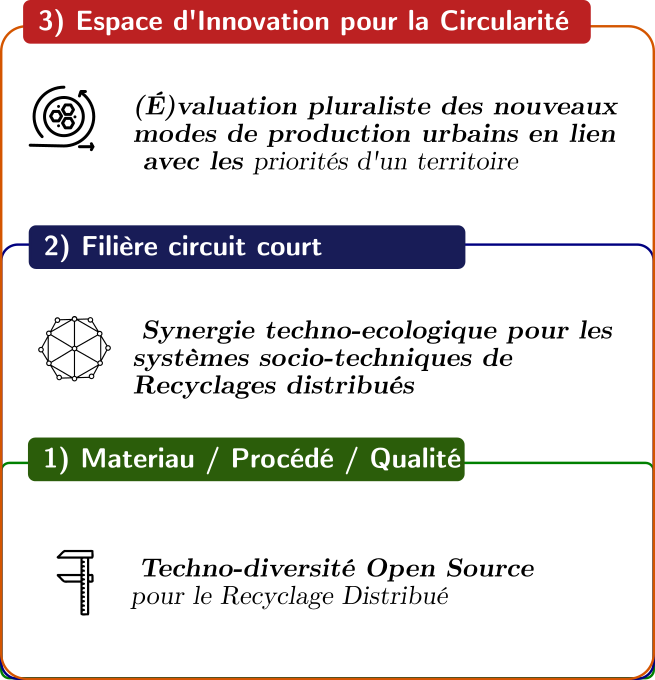 3) Espace d'Innovation pour la Circularité
(É)valuation pluraliste des nouveaux
modes de production urbains en lien
avec les priorités d'un territoire
2) Filière circuit court
Synergie techno-ecologique pour les
systèmes socio-techniques de
Recyclages distribués
1) Materiau / Procédé / Qualité
Techno-diversité Open Source
pour le Recyclage Distribué